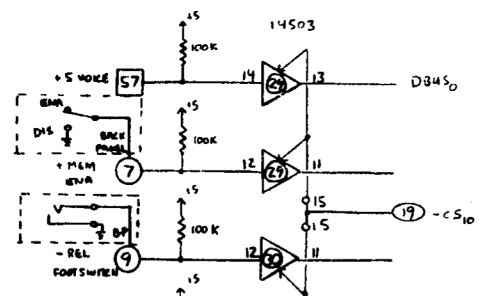 +5
14503
100K
+5 VOICE 57
14 29 13 DBUS0
ENA
DIS
BACK PANEL
+5
100K
+ MEM ENA 7
12 29 11
15
19 -CS10
15
BP
+5
100K
- REL FOOTSWITCH 9
12 30 11
+5